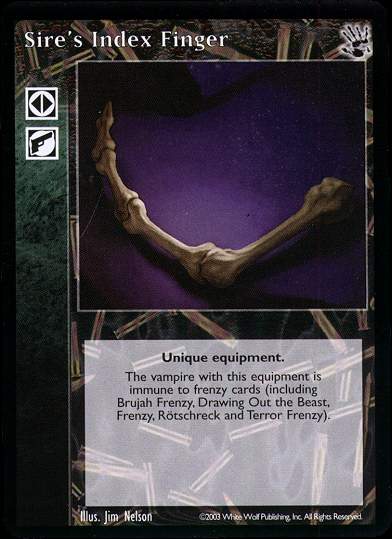 Sire's Index Finger
Unique equipment.
The vampire with this equipment is
immune to frenzy cards (including
Brujah Frenzy, Drawing Out the Beast,
Frenzy, Rötschreck and Terror Frenzy).
Illus. Jim Nelson
©2003 White Wolf Publishing, Inc. All Rights Reserved.